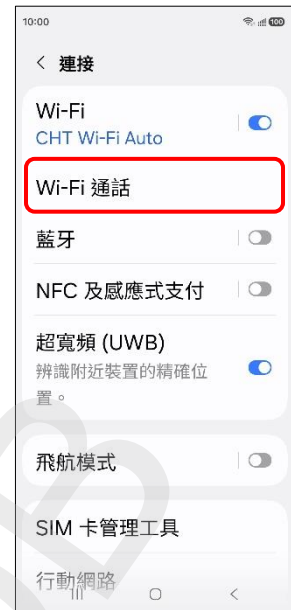 10:00
100
連接
Wi-Fi
CHT Wi-Fi Auto
Wi-Fi 通話
藍牙
NFC 及感應式支付
超寬頻 (UWB)
辨識附近裝置的精確位
置。
飛航模式
SIM 卡管理工具
行動網路